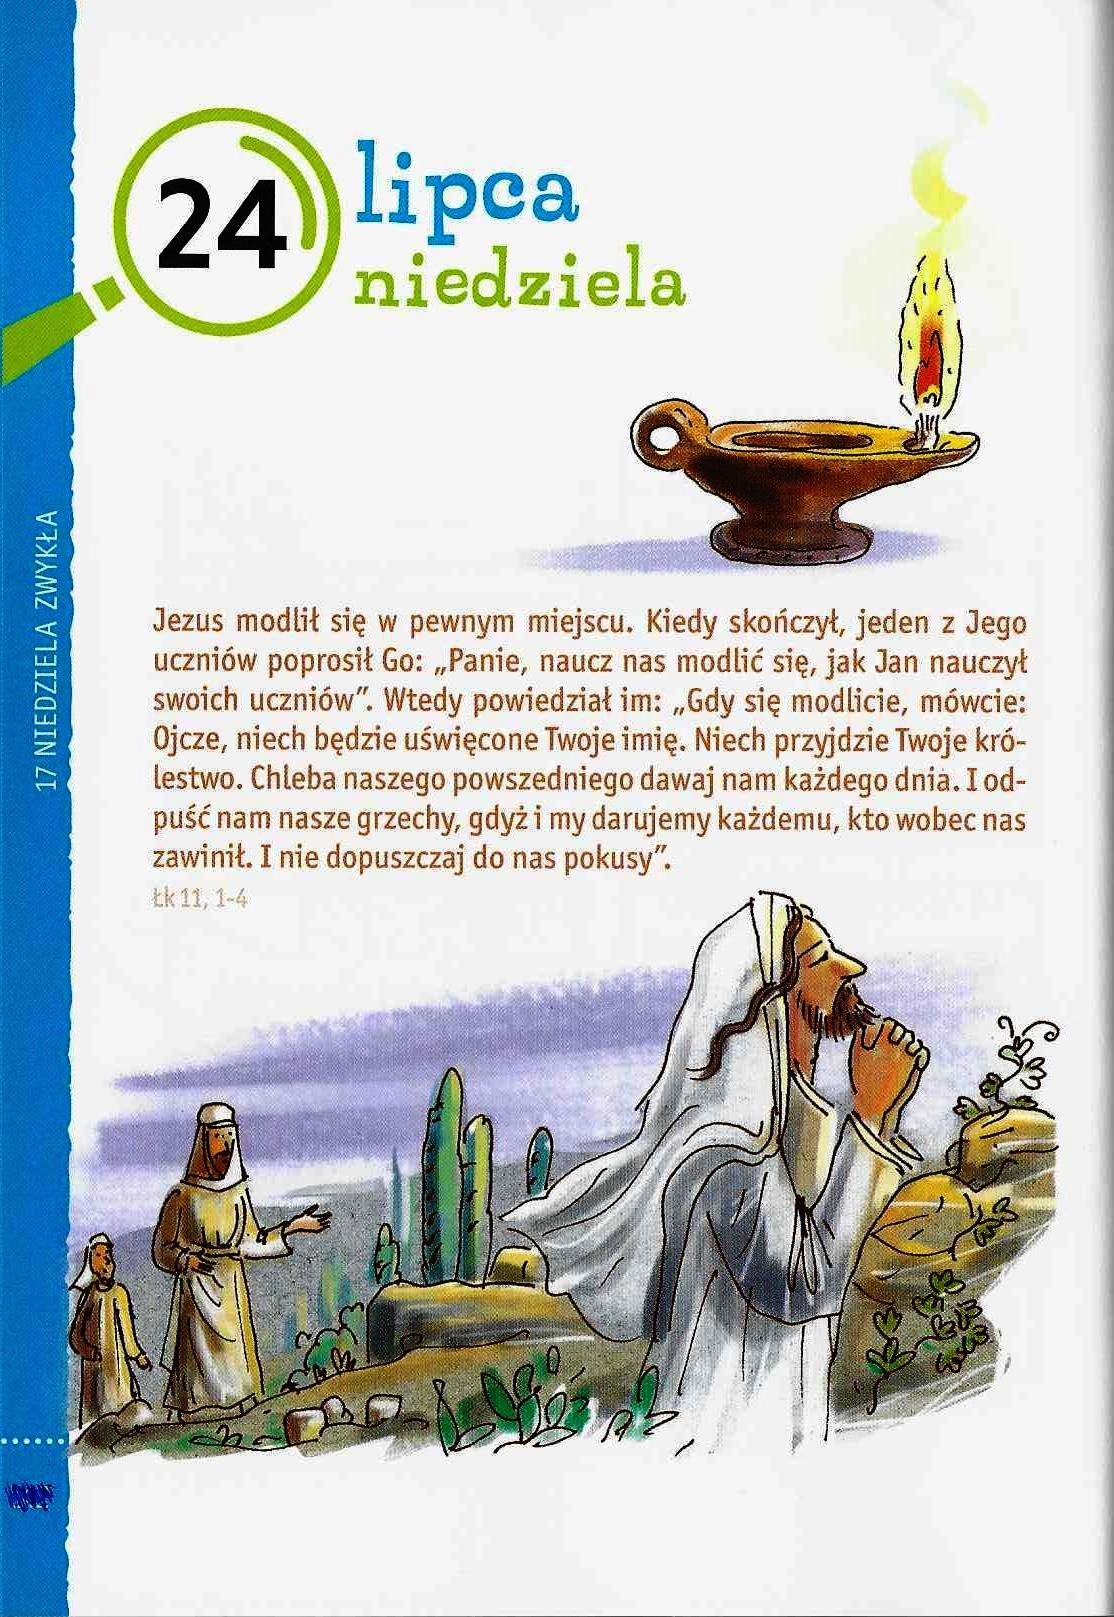 24
lipca
niedziela
17 NIEDZIELA ZWYKŁA
Jezus modlił się w pewnym miejscu. Kiedy skończył, jeden z Jego
uczniów poprosił Go: „Panie, naucz nas modlić się, jak Jan nauczył
swoich uczniów”. Wtedy powiedział im: „Gdy się modlicie, mówcie:
Ojcze, niech będzie uświęcone Twoje imię. Niech przyjdzie Twoje kró-
lestwo. Chleba naszego powszedniego dawaj nam każdego dnia. I od-
puść nam nasze grzechy, gdyż i my darujemy każdemu, kto wobec nas
zawinił. I nie dopuszczaj do nas pokusy”.
Łk 11, 1-4